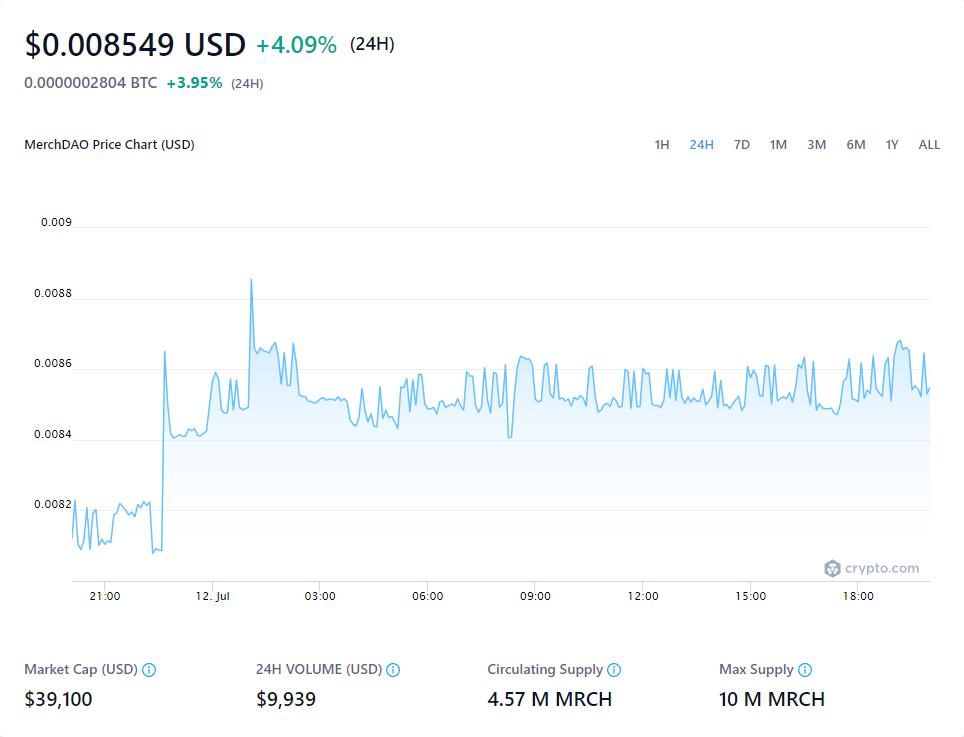 $0.008549 USD +4.09% (24H)
0.0000002804 BTC +3.95% (24H)
MerchDAO Price Chart (USD) 1H 24H 7D 1M 3M 6M 1Y ALL
0.009
0.0088
0.0086
0.0084
0.0082
crypto.com
21:00 12. Jul 03:00 06:00 09:00 12:00 15:00 18:00
Market Cap (USD) 24H VOLUME (USD) Circulating Supply Max Supply
$39,100 $9,939 4.57 M MRCH 10 M MRCH